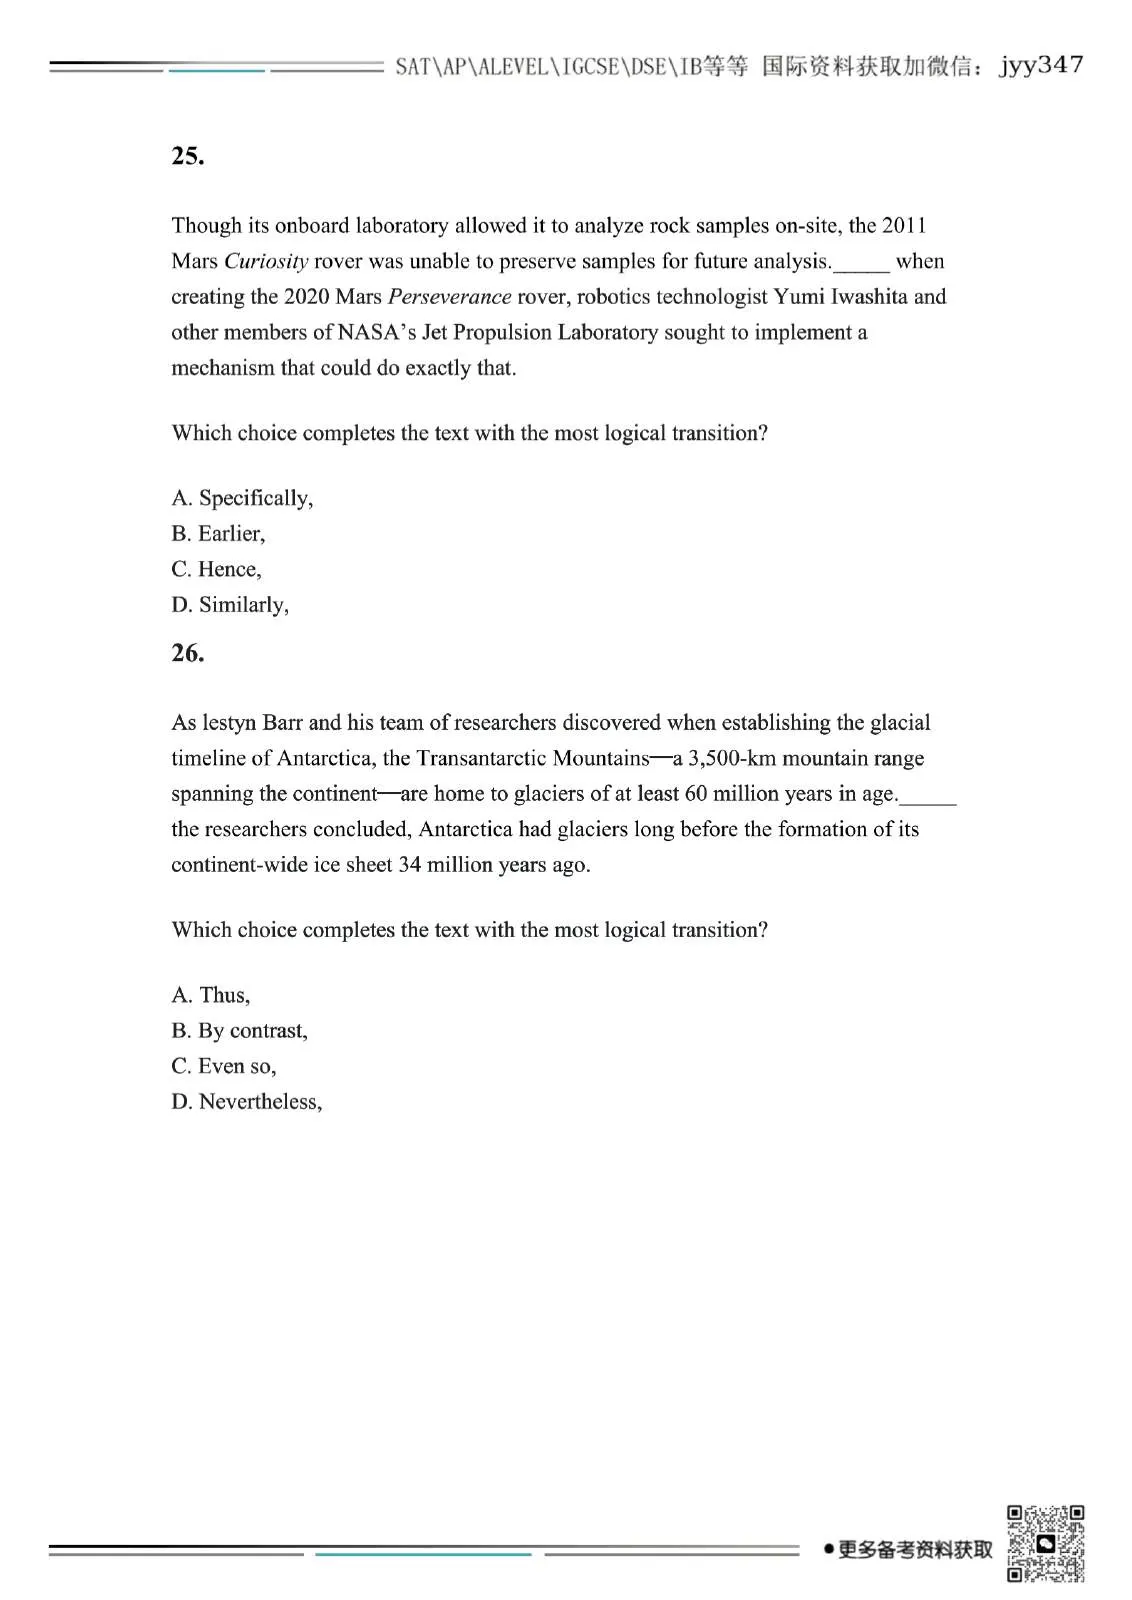 SAT\AP\ALEVEL\IGCSE\DSE\IB等等 国际资料获取加微信: jyy347
25.
Though its onboard laboratory allowed it to analyze rock samples on-site, the 2011
Mars Curiosity rover was unable to preserve samples for future analysis._____ when
creating the 2020 Mars Perseverance rover, robotics technologist Yumi Iwashita and
other members of NASA's Jet Propulsion Laboratory sought to implement a
mechanism that could do exactly that.
Which choice completes the text with the most logical transition?
A. Specifically,
B. Earlier,
C. Hence,
D. Similarly,
26.
As lestyn Barr and his team of researchers discovered when establishing the glacial
timeline of Antarctica, the Transantarctic Mountains—a 3,500-km mountain range
spanning the continent—are home to glaciers of at least 60 million years in age._____
the researchers concluded, Antarctica had glaciers long before the formation of its
continent-wide ice sheet 34 million years ago.
Which choice completes the text with the most logical transition?
A. Thus,
B. By contrast,
C. Even so,
D. Nevertheless,
●更多备考资料获取